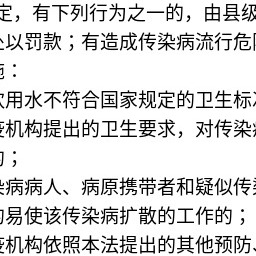 定，有下列行为之一的，由县级
处以罚款；有造成传染病流行危险
施：
饮用水不符合国家规定的卫生标准
疫机构提出的卫生要求，对传染病
的；
染病病人、病原携带者和疑似传染
的易使该传染病扩散的工作的；
疫机构依照本法提出的其他预防、